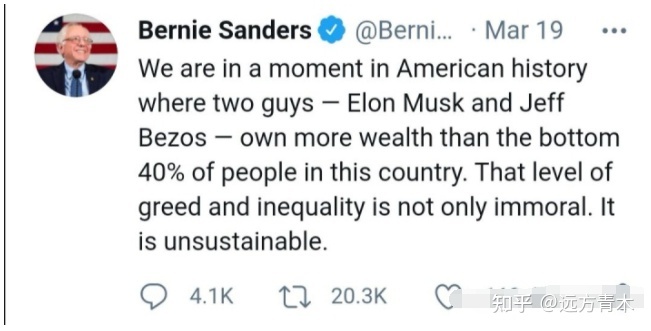 Bernie Sanders @Berni... · Mar 19 ...
We are in a moment in American history
where two guys — Elon Musk and Jeff
Bezos — own more wealth than the bottom
40% of people in this country. That level of
greed and inequality is not only immoral. It
is unsustainable.
4.1K 20.3K
知乎 @远方青木